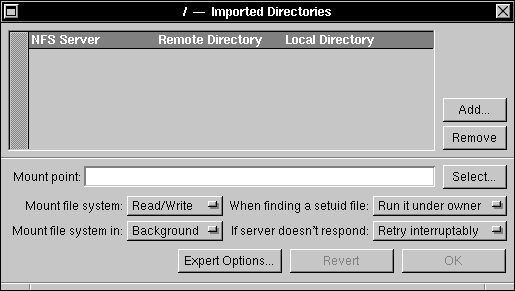 / — Imported Directories
NFS Server Remote Directory Local Directory
Add...
Remove
Mount point: Select...
Mount file system: Read/Write When finding a setuid file: Run it under owner
Mount file system in: Background If server doesn't respond: Retry interruptably
Expert Options... Revert OK